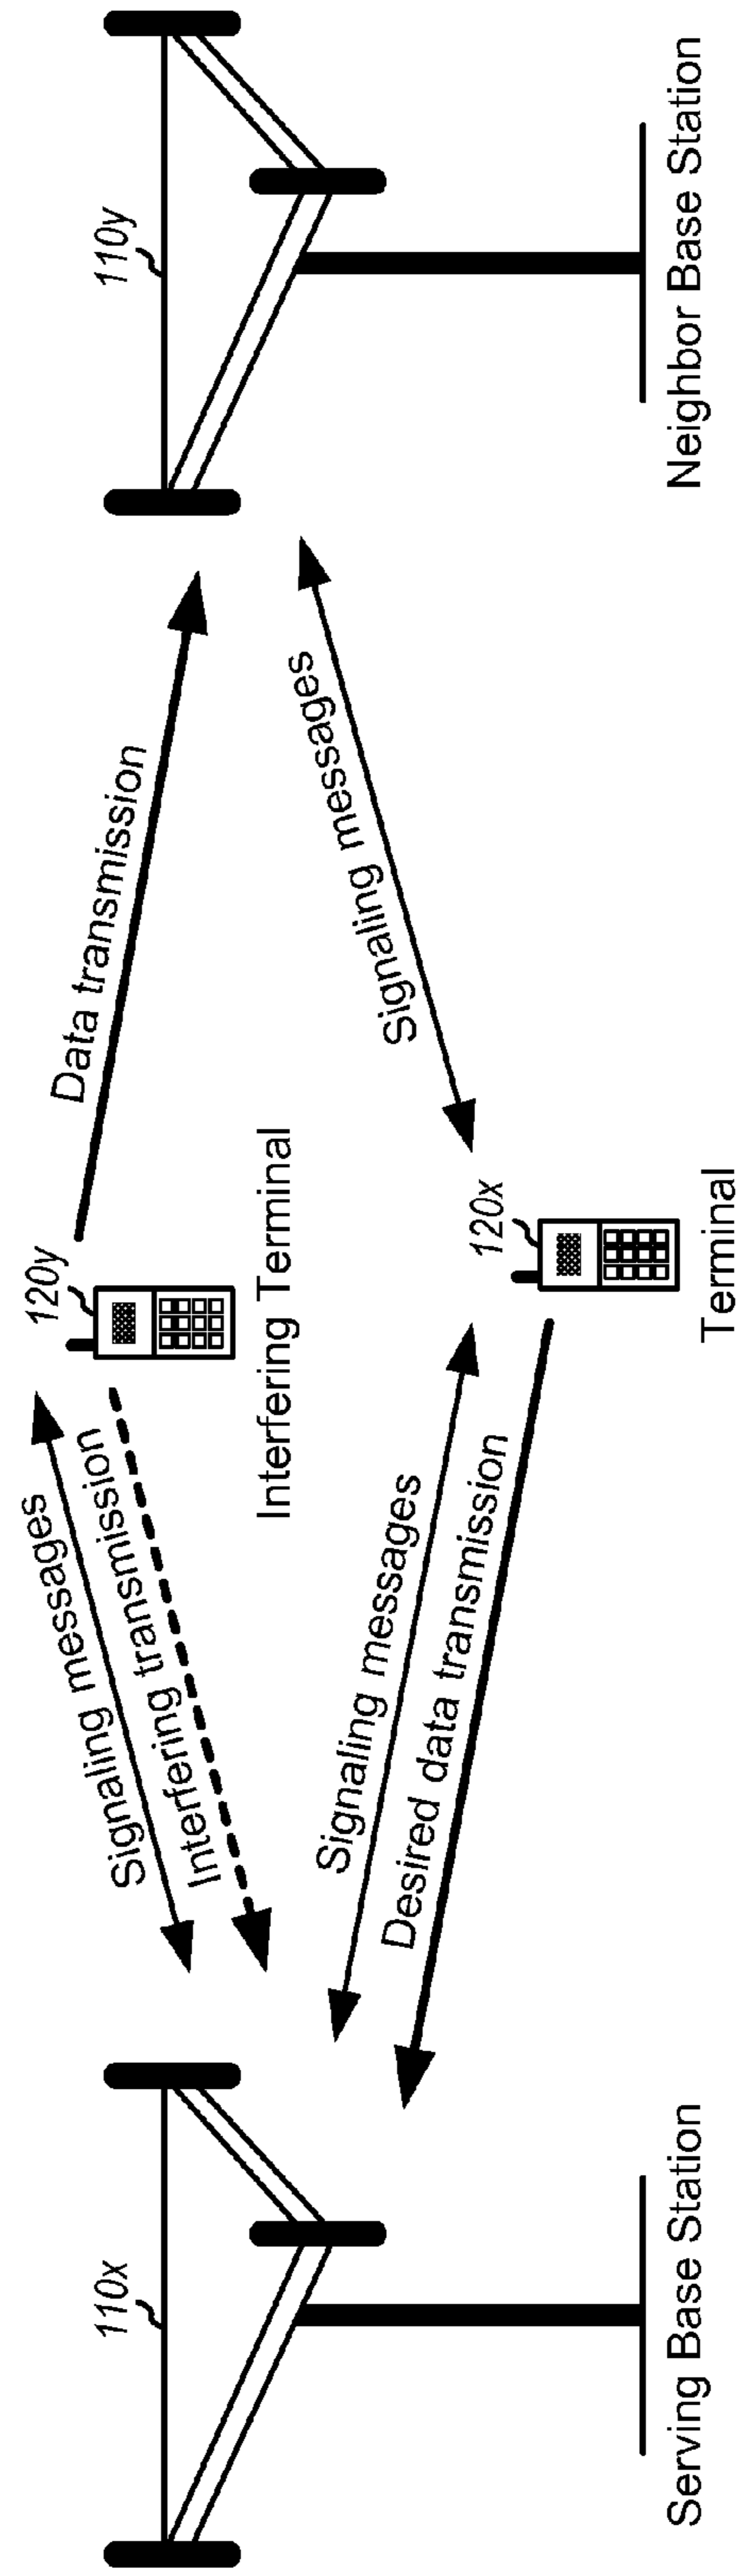 120y
Signaling messages
Interfering transmission
Data transmission
110x
110y
Interfering Terminal
Signaling messages
Signaling messages
Desired data transmission
120x
Serving Base Station
Terminal
Neighbor Base Station